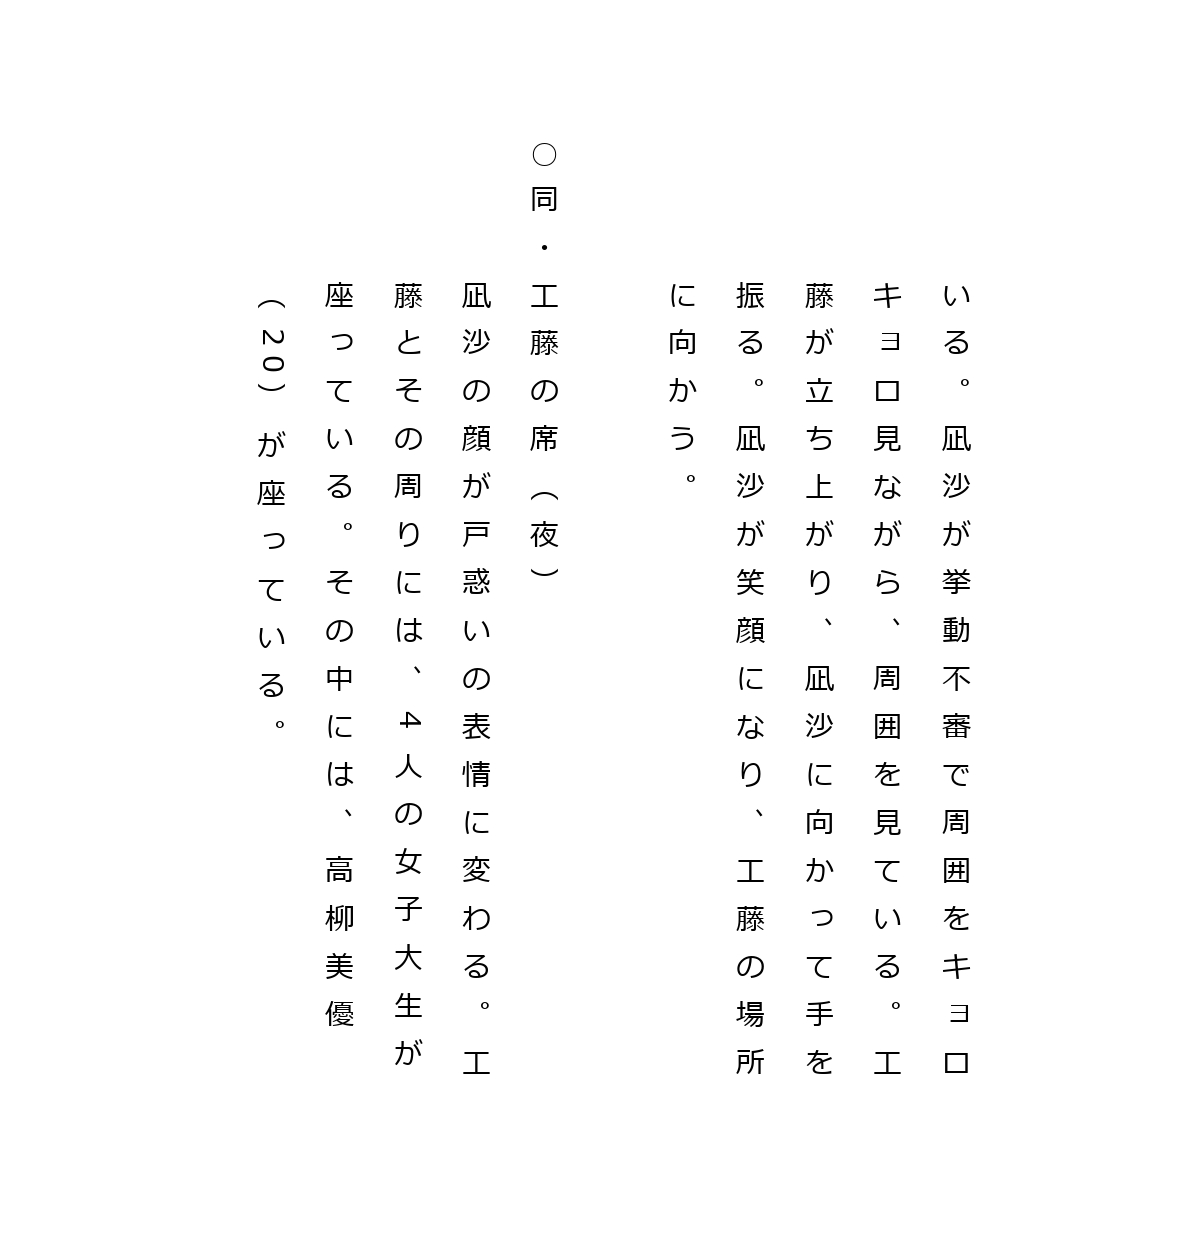 いる。凪沙が挙動不審で周囲をキョロ
キョロ見ながら、周囲を見ている。工
藤が立ち上がり、凪沙に向かって手を
振る。凪沙が笑顔になり、工藤の場所
に向かう。
○同・工藤の席（夜）
凪沙の顔が戸惑いの表情に変わる。工
藤とその周りには、4人の女子大生が
座っている。その中には、高柳美優
（20）が座っている。